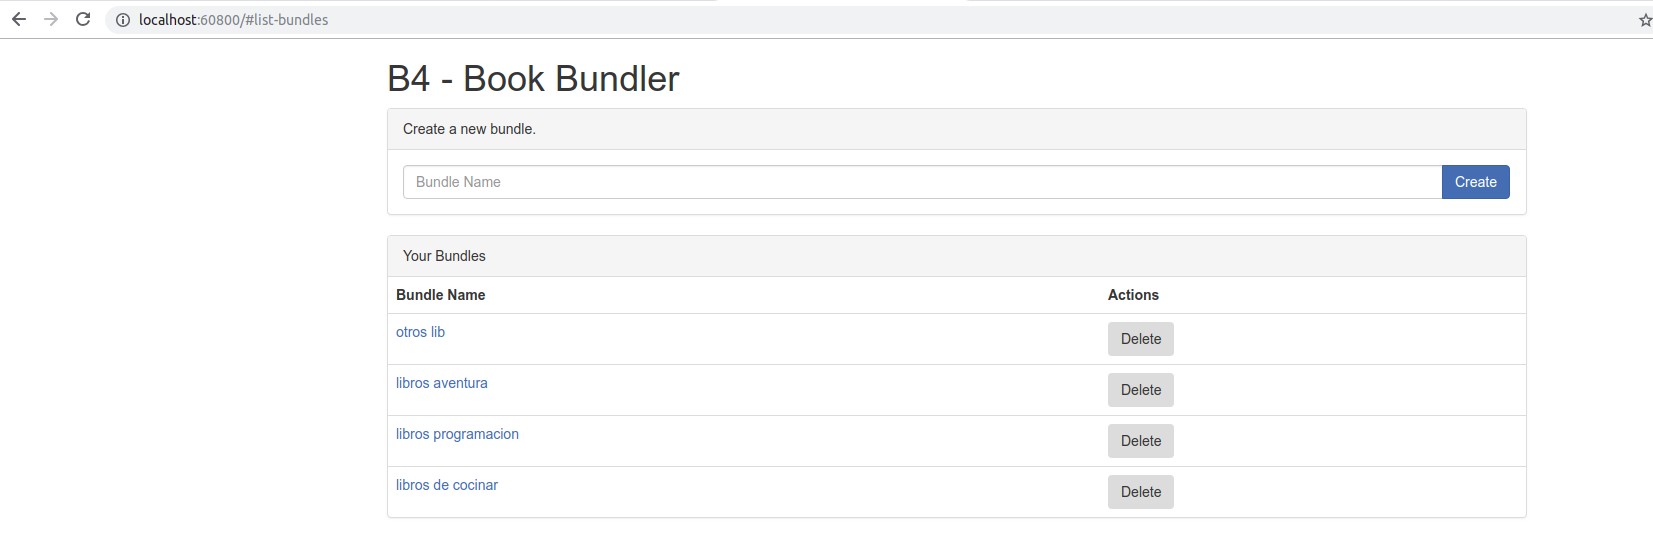 localhost:60800/#list-bundles
B4 - Book Bundler
Create a new bundle.
Bundle Name
Create
Your Bundles
Bundle Name Actions
otros lib Delete
libros aventura Delete
libros programacion Delete
libros de cocinar Delete